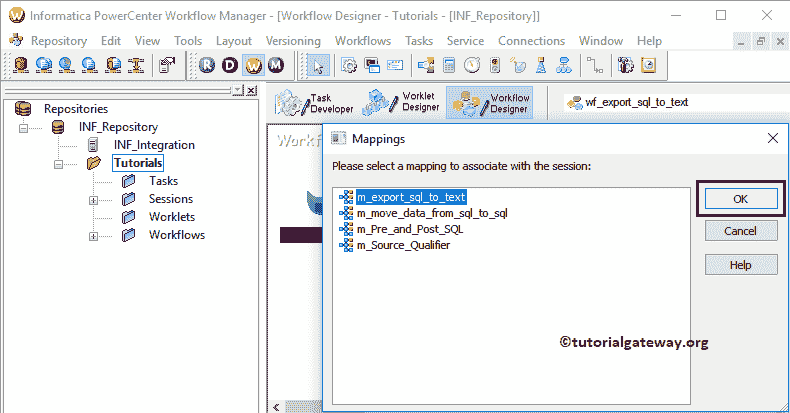 Informatica PowerCenter Workflow Manager - [Workflow Designer - Tutorials - [INF_Repository]]
Repository Edit View Tools Layout Versioning Workflows Tasks Service Connections Window Help
R D W M
Repositories
INF_Repository
INF_Integration
Tutorials
Tasks
Sessions
Worklets
Workflows
Task Developer
Worklet Designer
Workflow Designer
wf_export_sql_to_text
Workf
Mappings
Please select a mapping to associate with the session:
m_export_sql_to_text
m_move_data_from_sql_to_sql
m_Pre_and_Post_SQL
m_Source_Qualifier
OK
Cancel
Help
©tutorialgateway.org